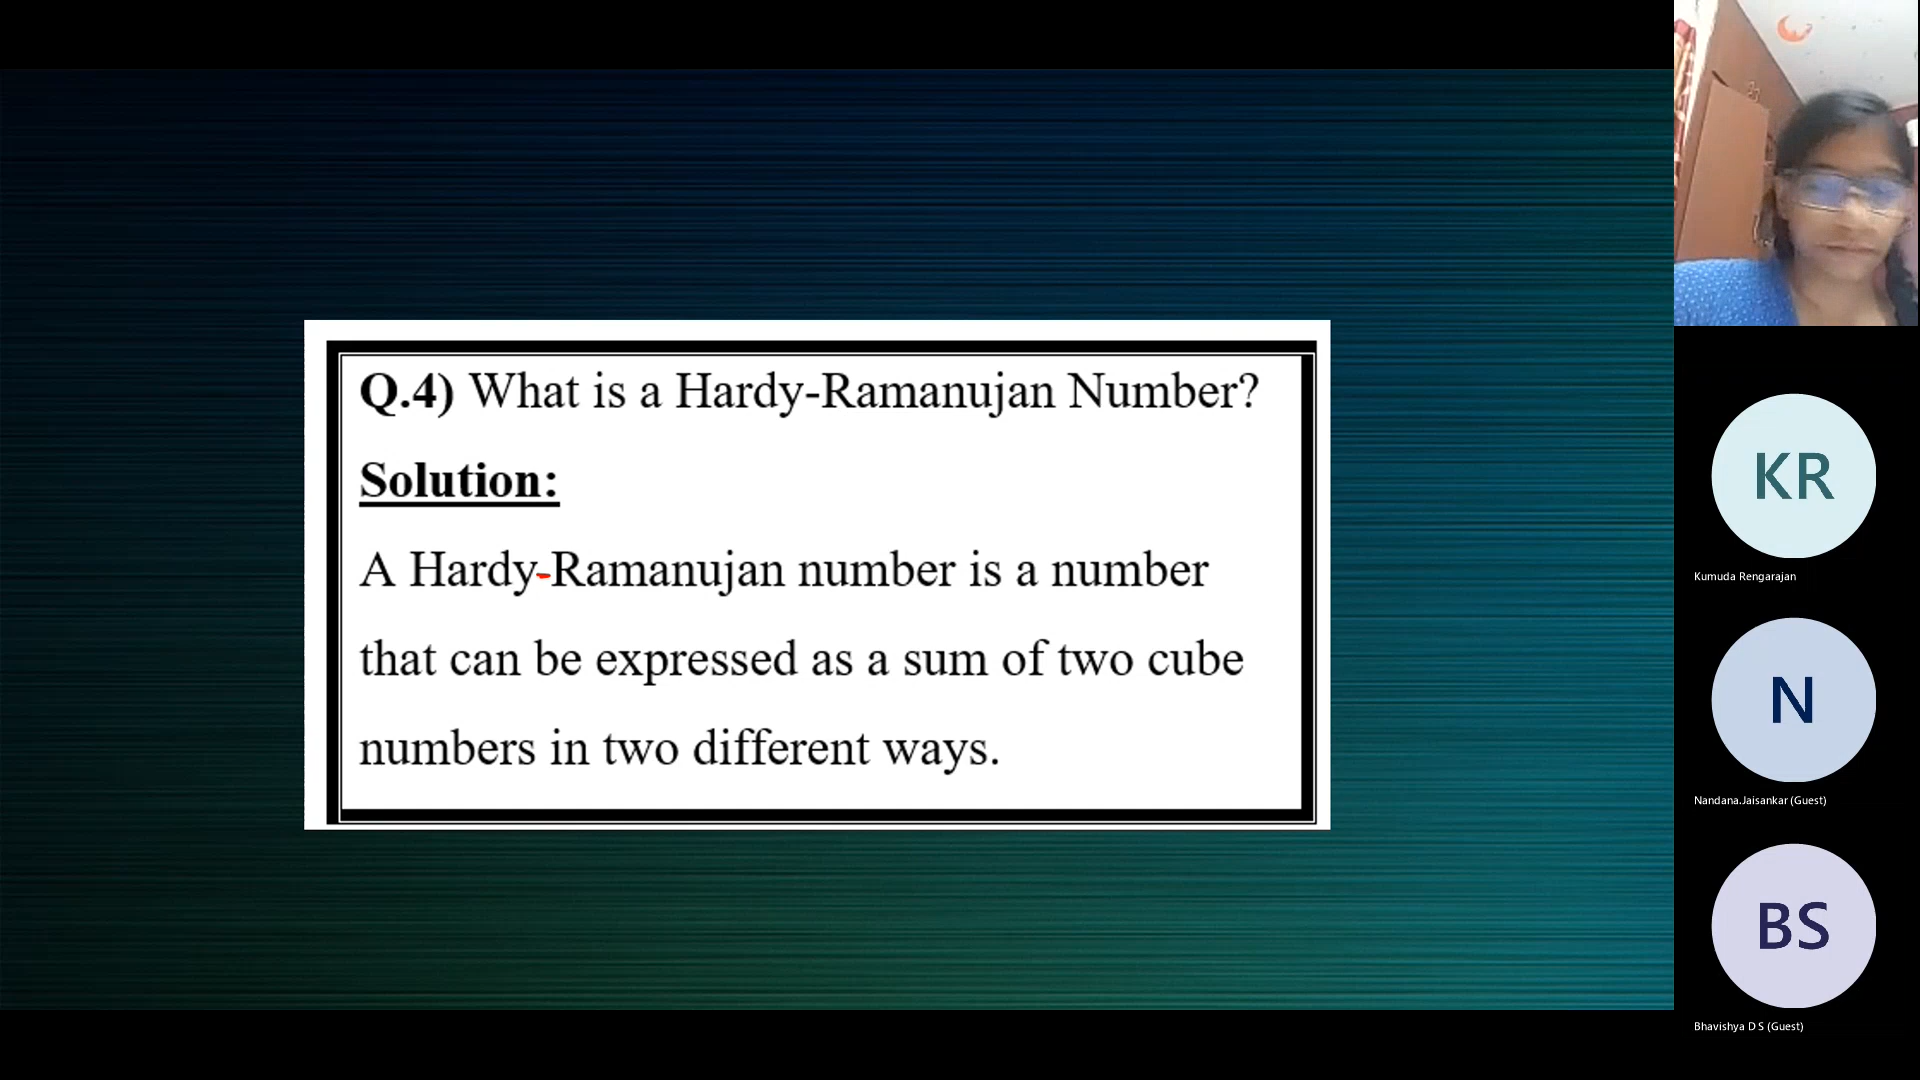 Q.4) What is a Hardy-Ramanujan Number?
Solution:
A Hardy-Ramanujan number is a number
that can be expressed as a sum of two cube
numbers in two different ways.
KR
Kumuda Rengarajan
N
Nandana.Jaisankar (Guest)
BS
Bhavishya D S (Guest)